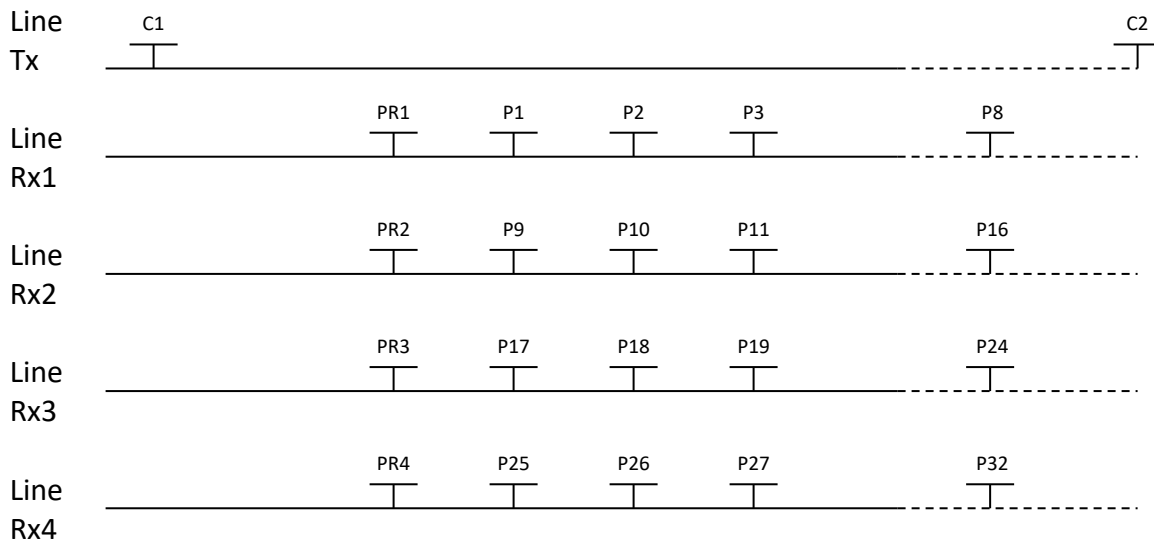 Line Tx
C1 C2
Line Rx1
PR1 P1 P2 P3 P8
Line Rx2
PR2 P9 P10 P11 P16
Line Rx3
PR3 P17 P18 P19 P24
Line Rx4
PR4 P25 P26 P27 P32